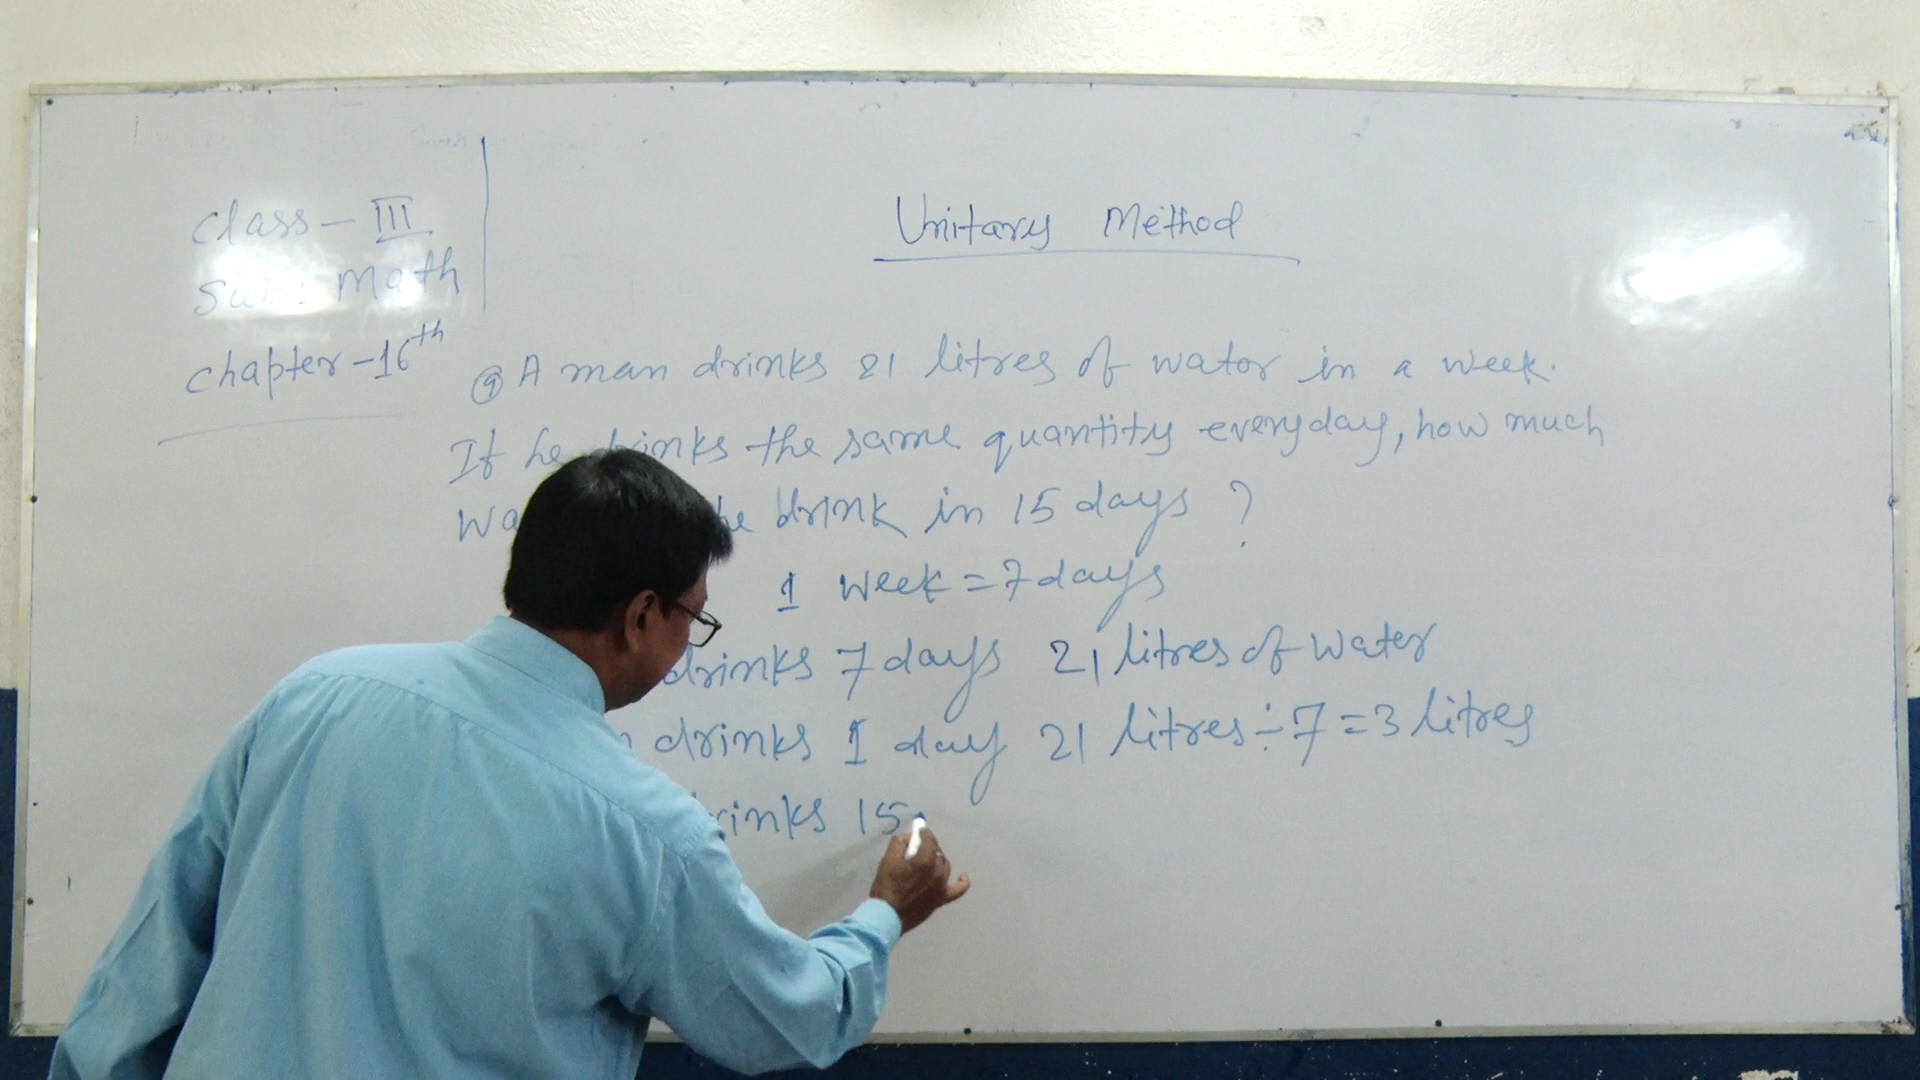 Class - III
Sub: Math
Chapter - 16th
Unitary Method
@ A man drinks 21 litres of water in a week.
If he drinks the same quantity everyday, how much
he drink in 15 days ?
1 week = 7 days
drinks 7 days 21 litres of water
drinks 1 day 21 litres ÷ 7 = 3 litres
drinks 15